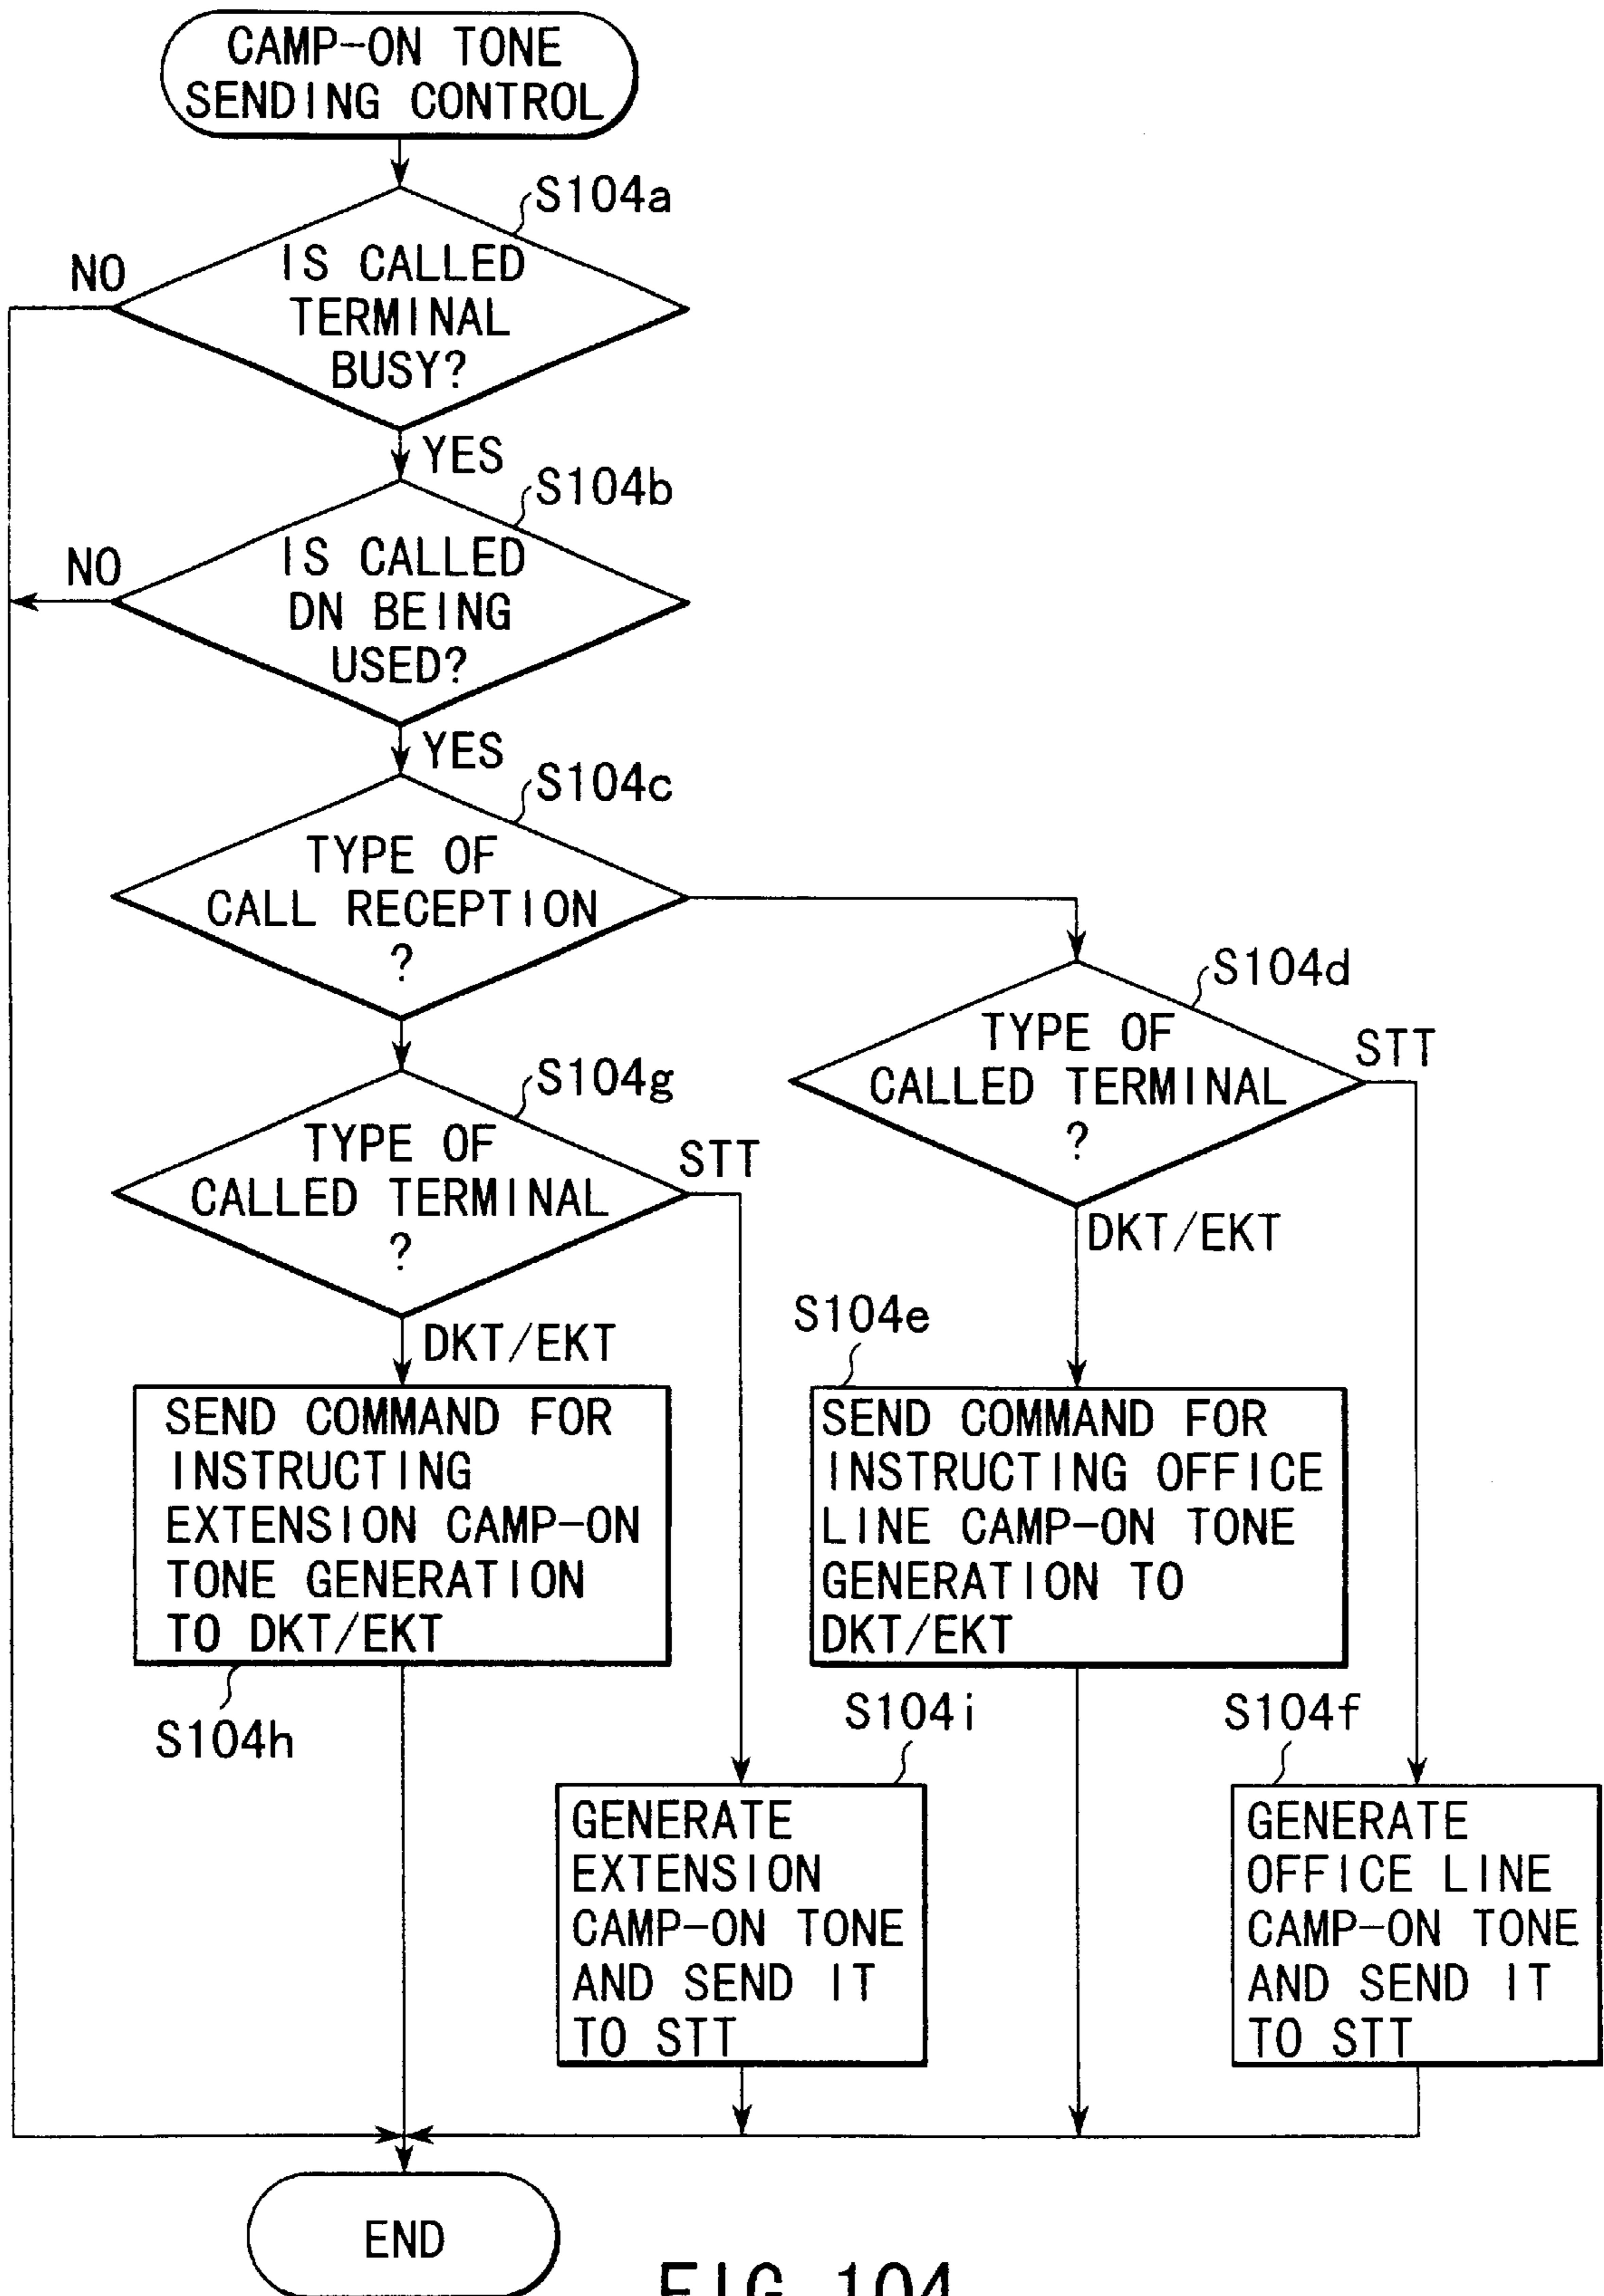 CAMP-ON TONE
SENDING CONTROL
S104a
NO
IS CALLED
TERMINAL
BUSY?
YES
S104b
NO
IS CALLED
DN BEING
USED?
YES
S104c
TYPE OF
CALL RECEPTION
?
S104d
TYPE OF
CALLED TERMINAL
?
STT
DKT/EKT
S104g
TYPE OF
CALLED TERMINAL
?
STT
DKT/EKT
S104e
SEND COMMAND FOR
INSTRUCTING
EXTENSION CAMP-ON
TONE GENERATION
TO DKT/EKT
S104h
SEND COMMAND FOR
INSTRUCTING OFFICE
LINE CAMP-ON TONE
GENERATION TO
DKT/EKT
S104i
GENERATE
EXTENSION
CAMP-ON TONE
AND SEND IT
TO STT
S104f
GENERATE
OFFICE LINE
CAMP-ON TONE
AND SEND IT
TO STT
END
FIG. 104